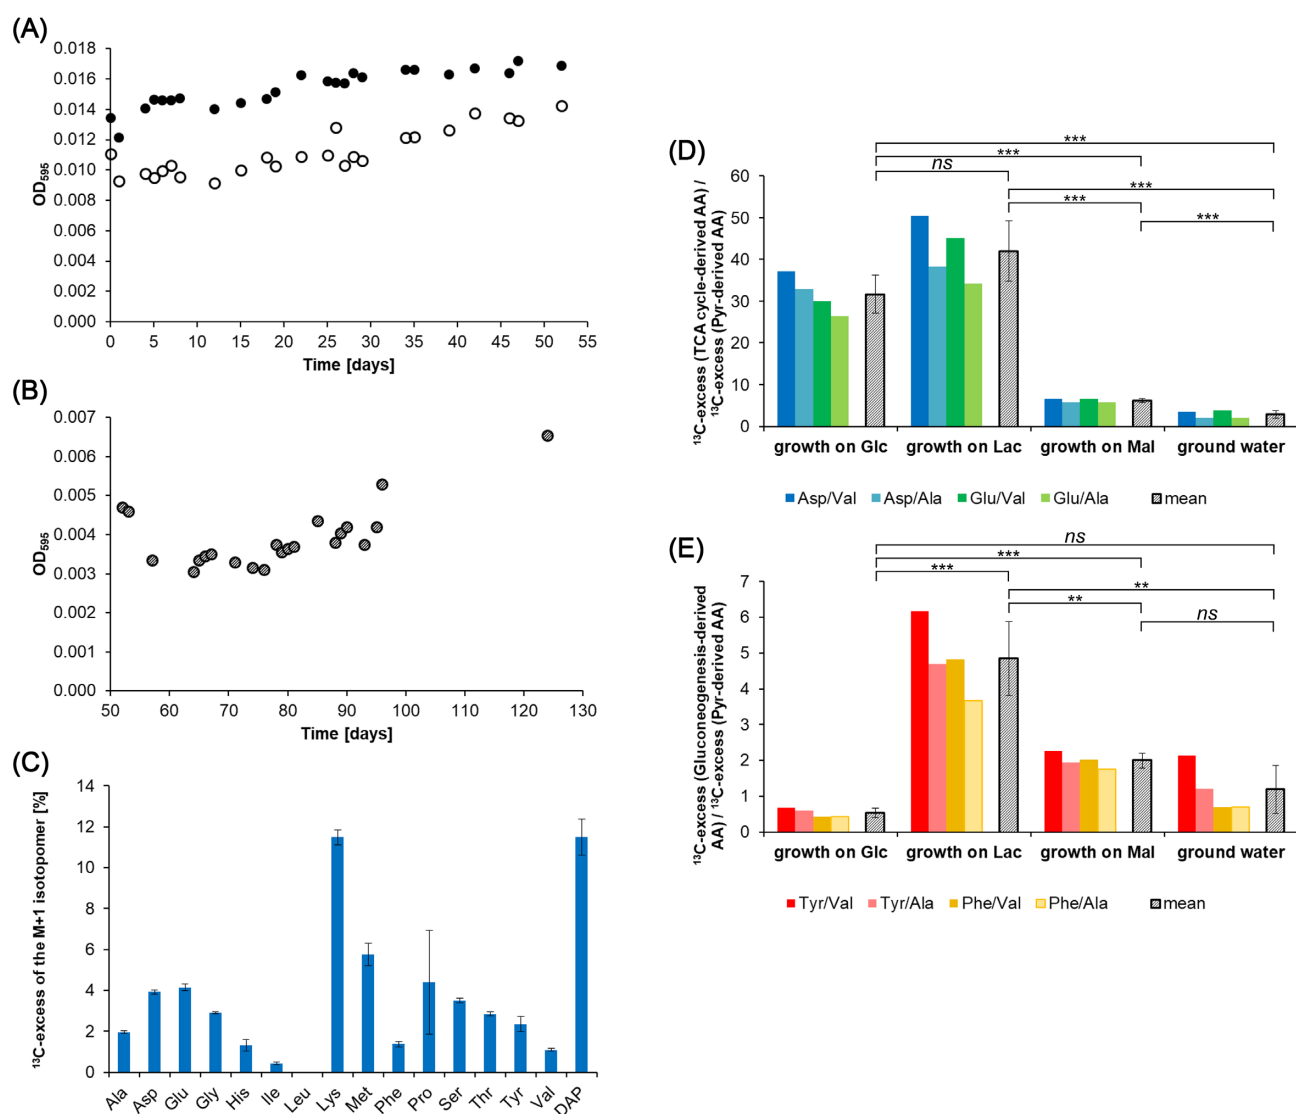 (A)
0.018
0.016
0.014
0.012
0.010
0.008
0.006
0.004
0.002
0.000
OD595
0 5 10 15 20 25 30 35 40 45 50 55
Time [days]
(B)
0.007
0.006
0.005
0.004
0.003
0.002
0.001
0.000
OD595
50 60 70 80 90 100 110 120 130
Time [days]
(C)
14
12
10
8
6
4
2
0
¹³C-excess of the M+1 isotopomer [%]
Ala Asp Glu Gly His Ile Leu Lys Met Phe Pro Ser Thr Tyr Val DAP
(D)
***
***
ns
***
***
***
60
50
40
30
20
10
0
¹³C-excess (TCA cycle-derived AA) /
¹³C-excess (Pyr-derived AA)
growth on Glc growth on Lac growth on Mal ground water
Asp/Val Asp/Ala Glu/Val Glu/Ala mean
(E)
ns
***
***
**
**
ns
7
6
5
4
3
2
1
0
¹³C-excess (Gluconeogenesis-derived
AA) / ¹³C-excess (Pyr-derived AA)
growth on Glc growth on Lac growth on Mal ground water
Tyr/Val Tyr/Ala Phe/Val Phe/Ala mean